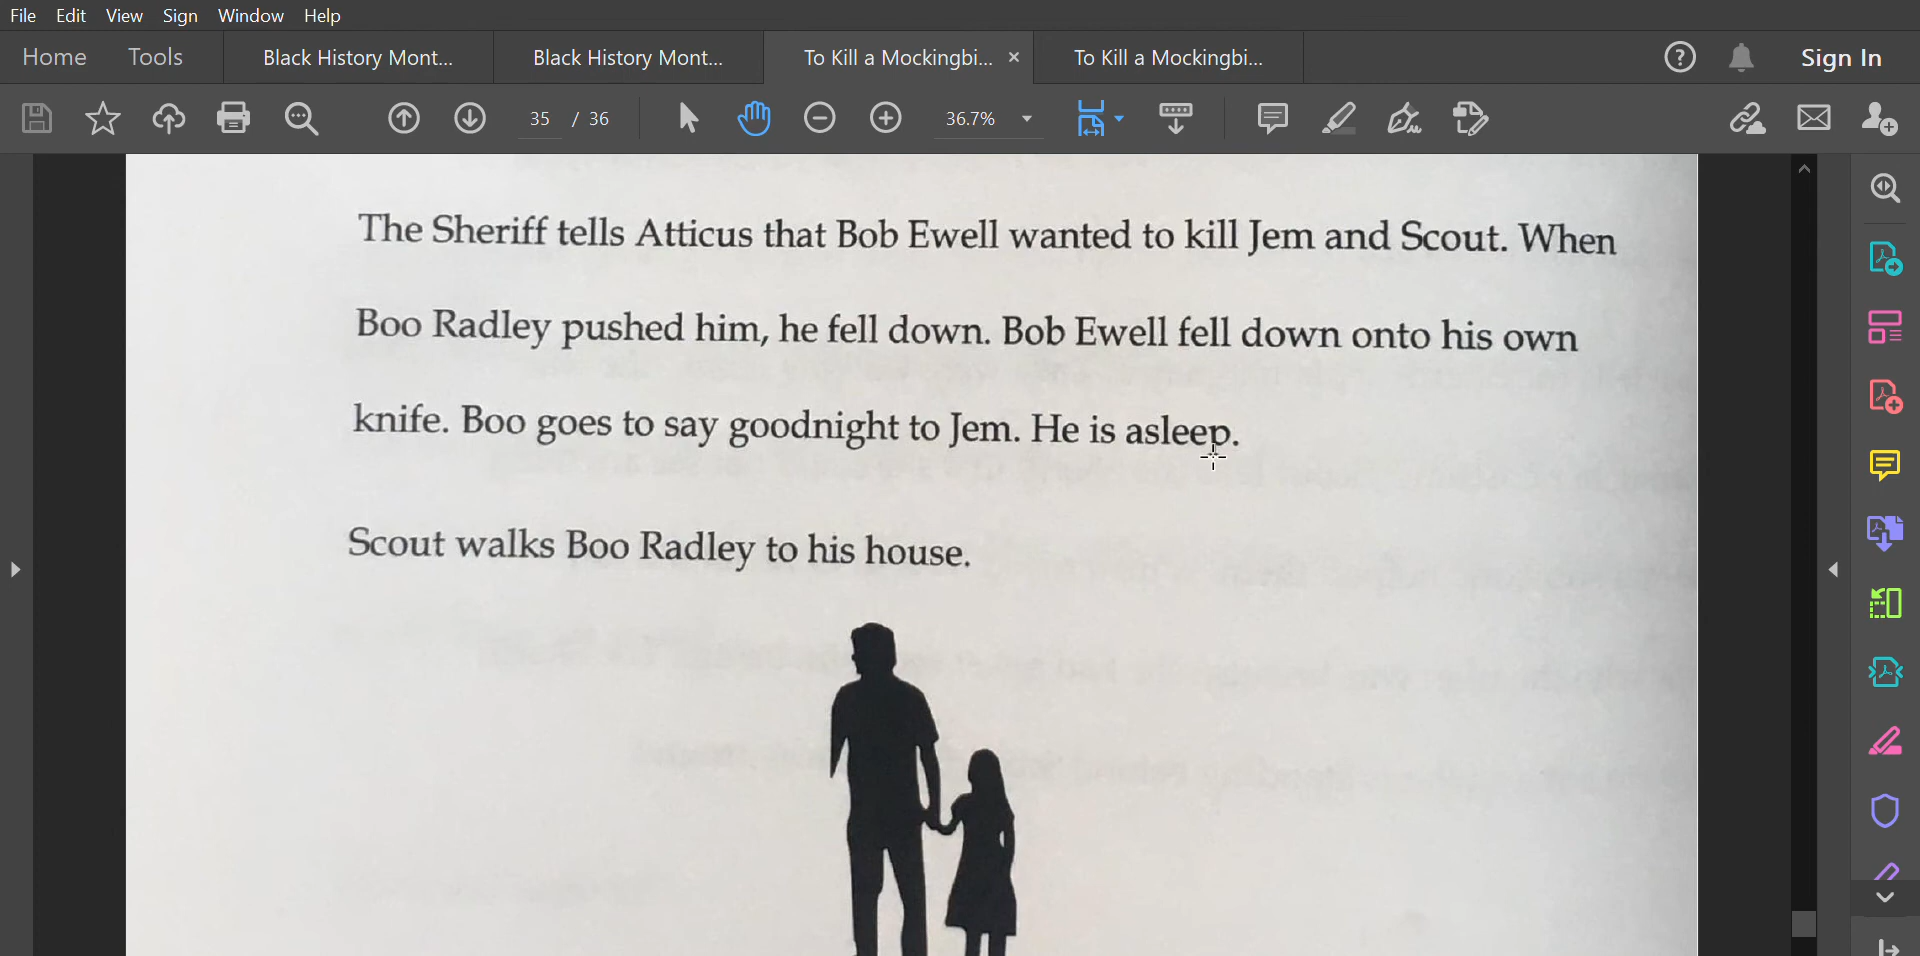 File Edit View Sign Window Help
Home Tools Black History Mont... Black History Mont... To Kill a Mockingbi... × To Kill a Mockingbi... Sign In
35 / 36 36.7%
The Sheriff tells Atticus that Bob Ewell wanted to kill Jem and Scout. When
Boo Radley pushed him, he fell down. Bob Ewell fell down onto his own
knife. Boo goes to say goodnight to Jem. He is asleep.
Scout walks Boo Radley to his house.